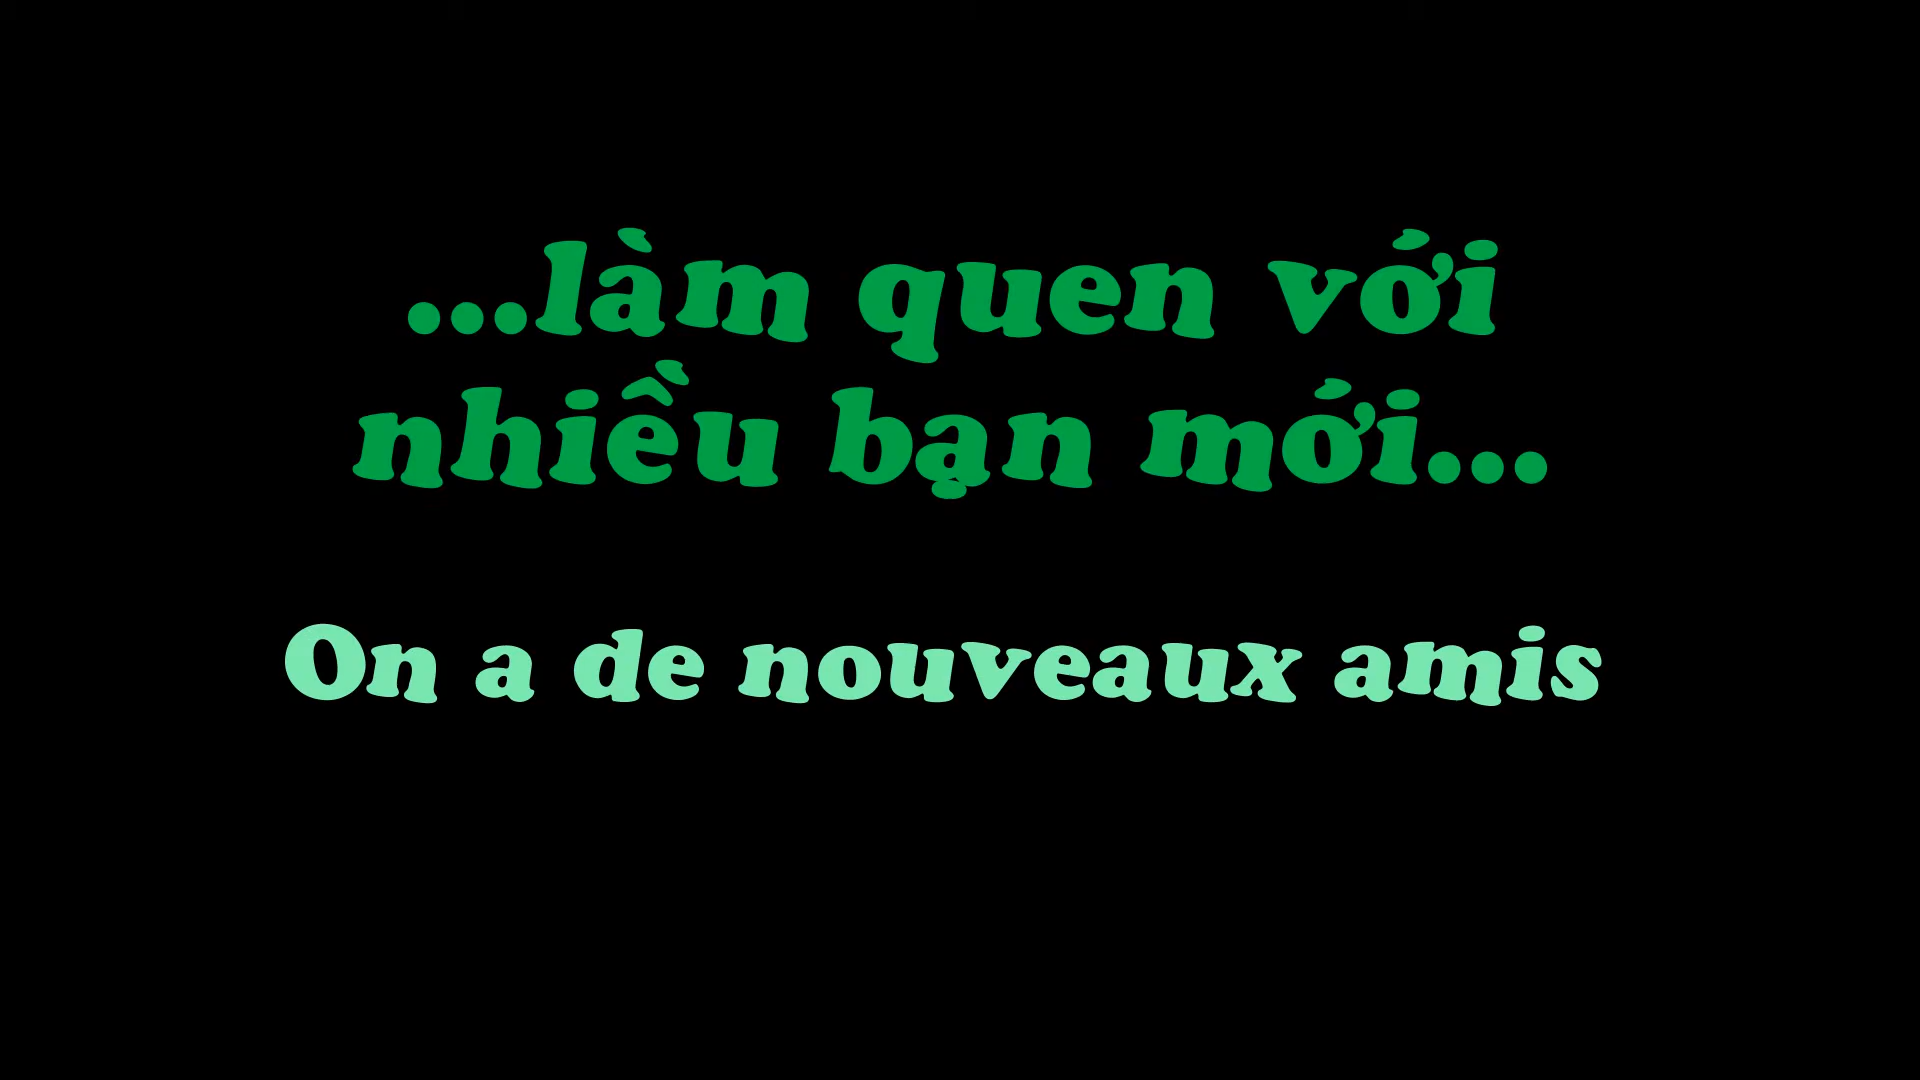 ...làm quen với
nhiều bạn mới...
On a de nouveaux amis